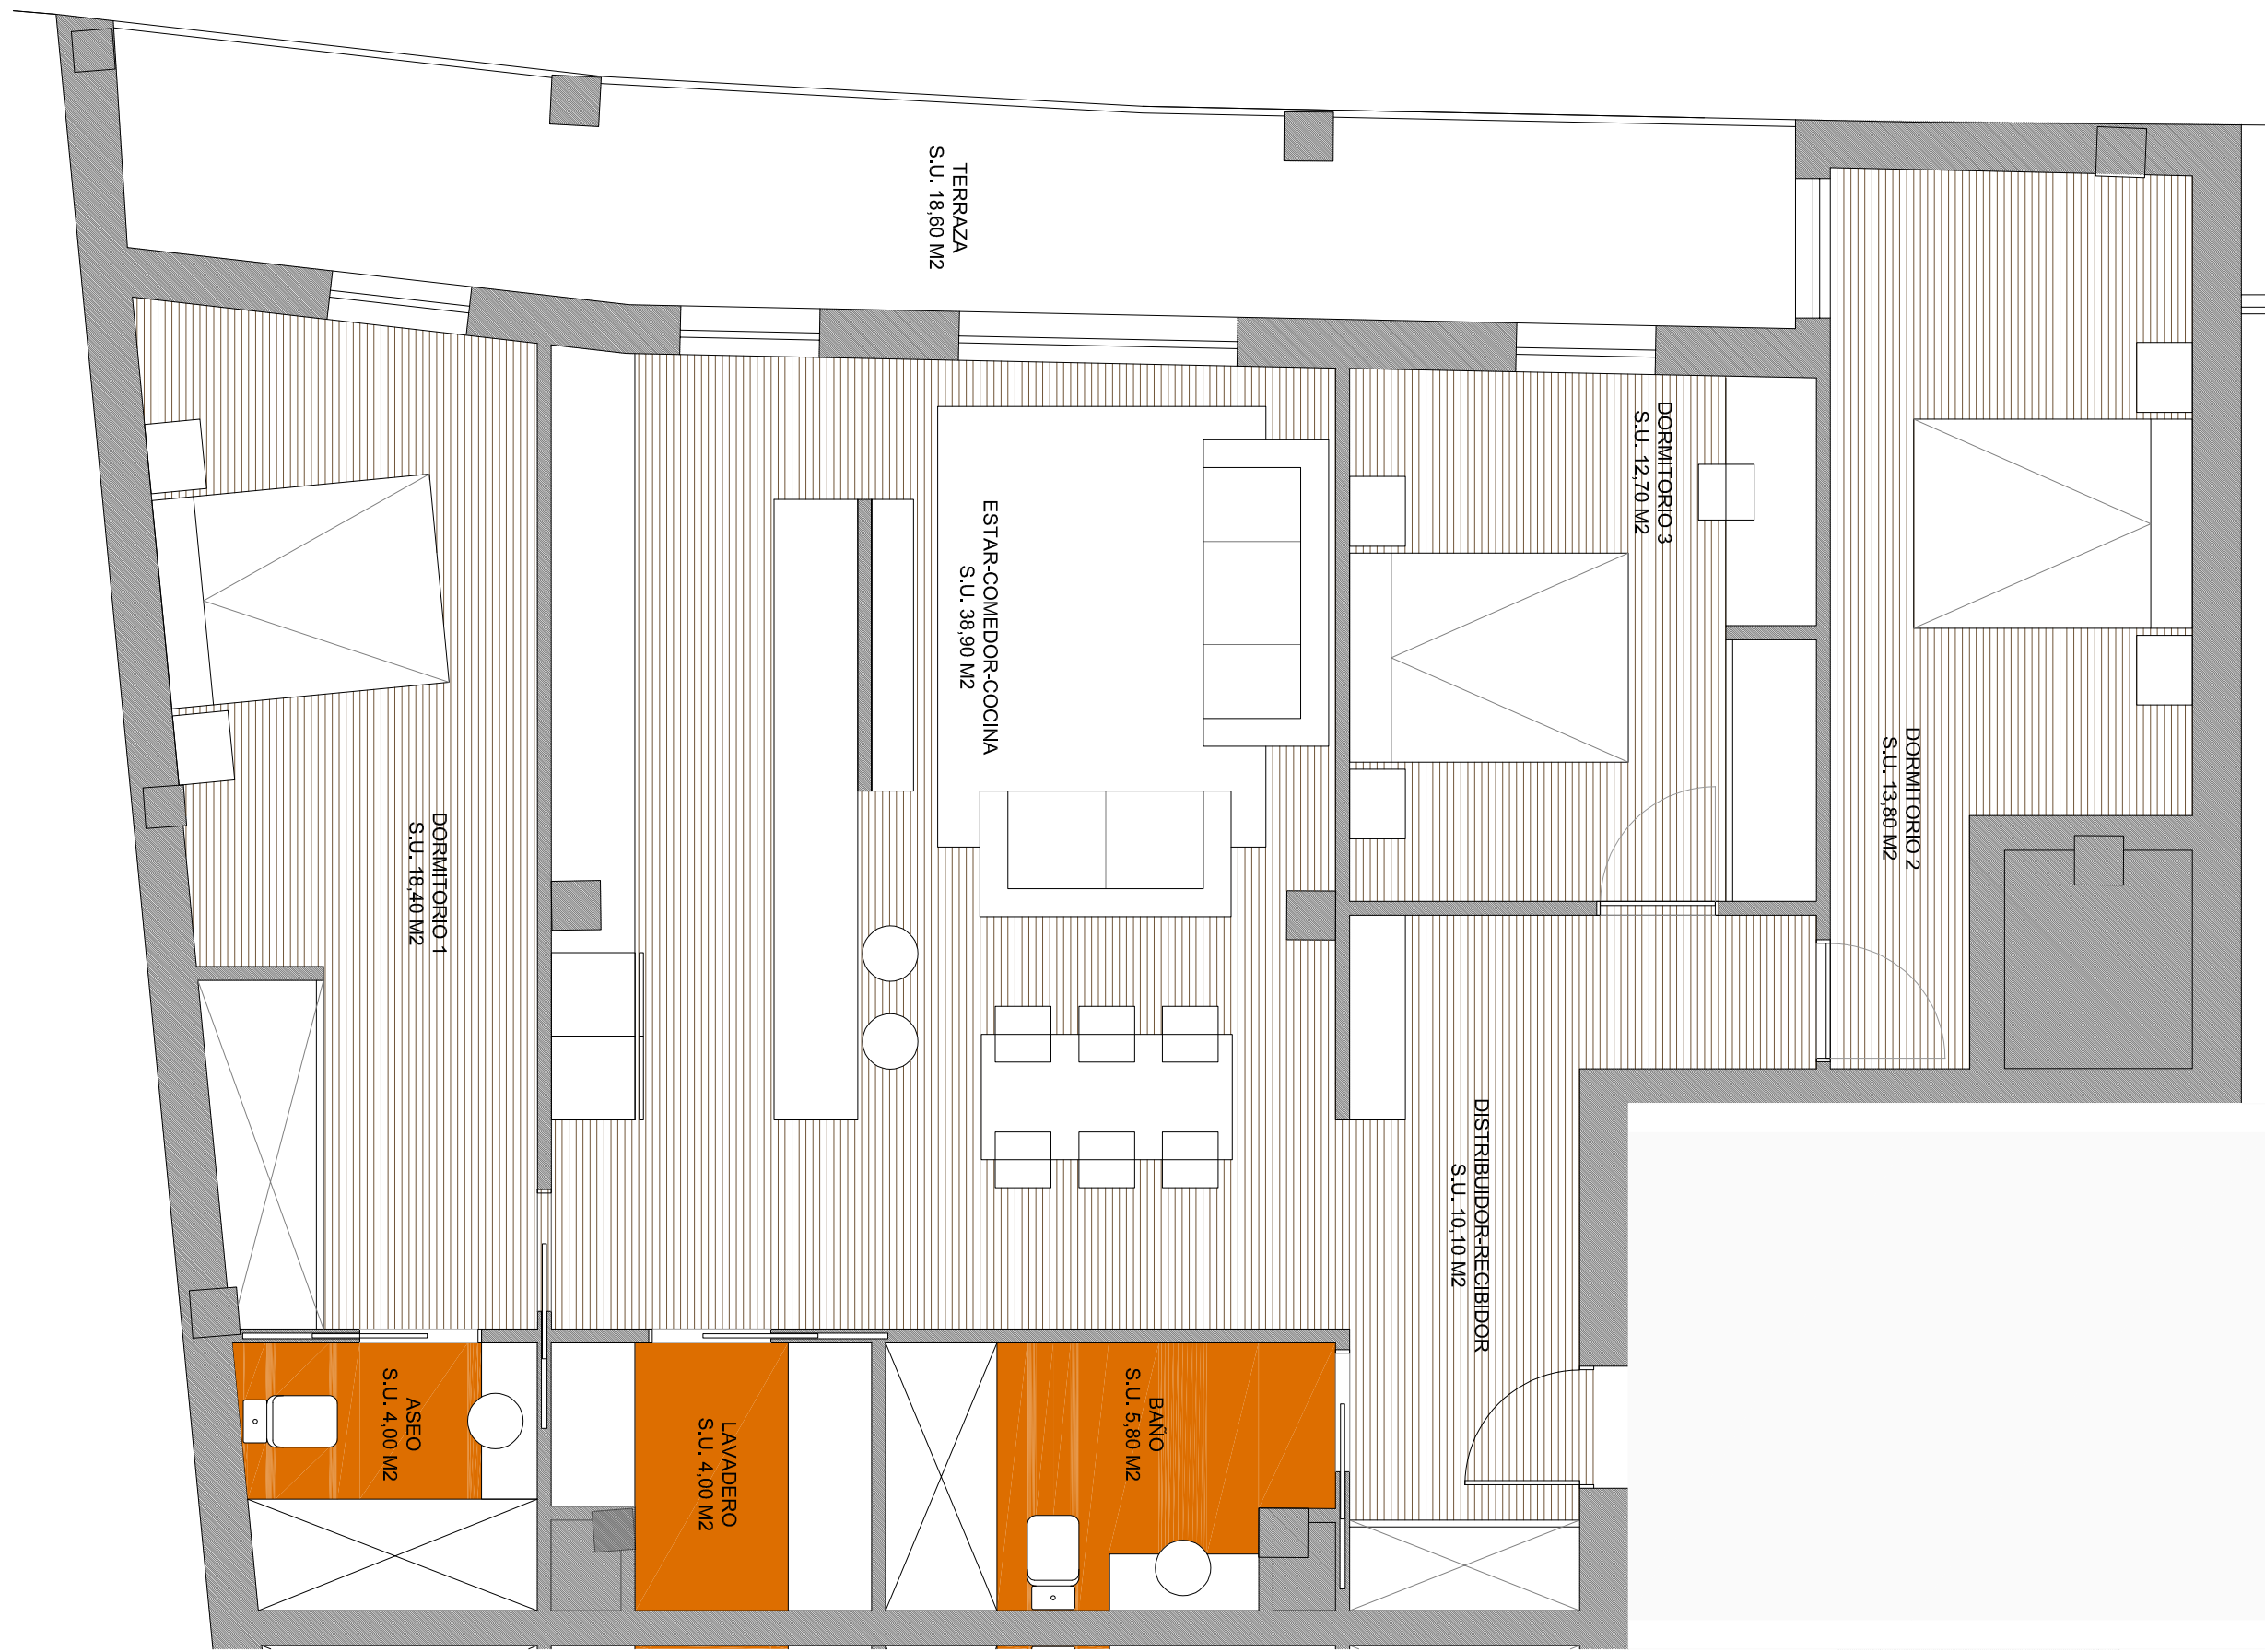 TERRAZA
S.U. 18,60 M2
ESTAR-COMEDOR-COCINA
S.U. 38,90 M2
DORMITORIO 3
S.U. 12,70 M2
DORMITORIO 2
S.U. 13,80 M2
DORMITORIO 1
S.U. 18,40 M2
DISTRIBUIDOR-RECIBIDOR
S.U. 10,10 M2
ASEO
S.U. 4,00 M2
LAVADERO
S.U. 4,00 M2
BAÑO
S.U. 5,80 M2